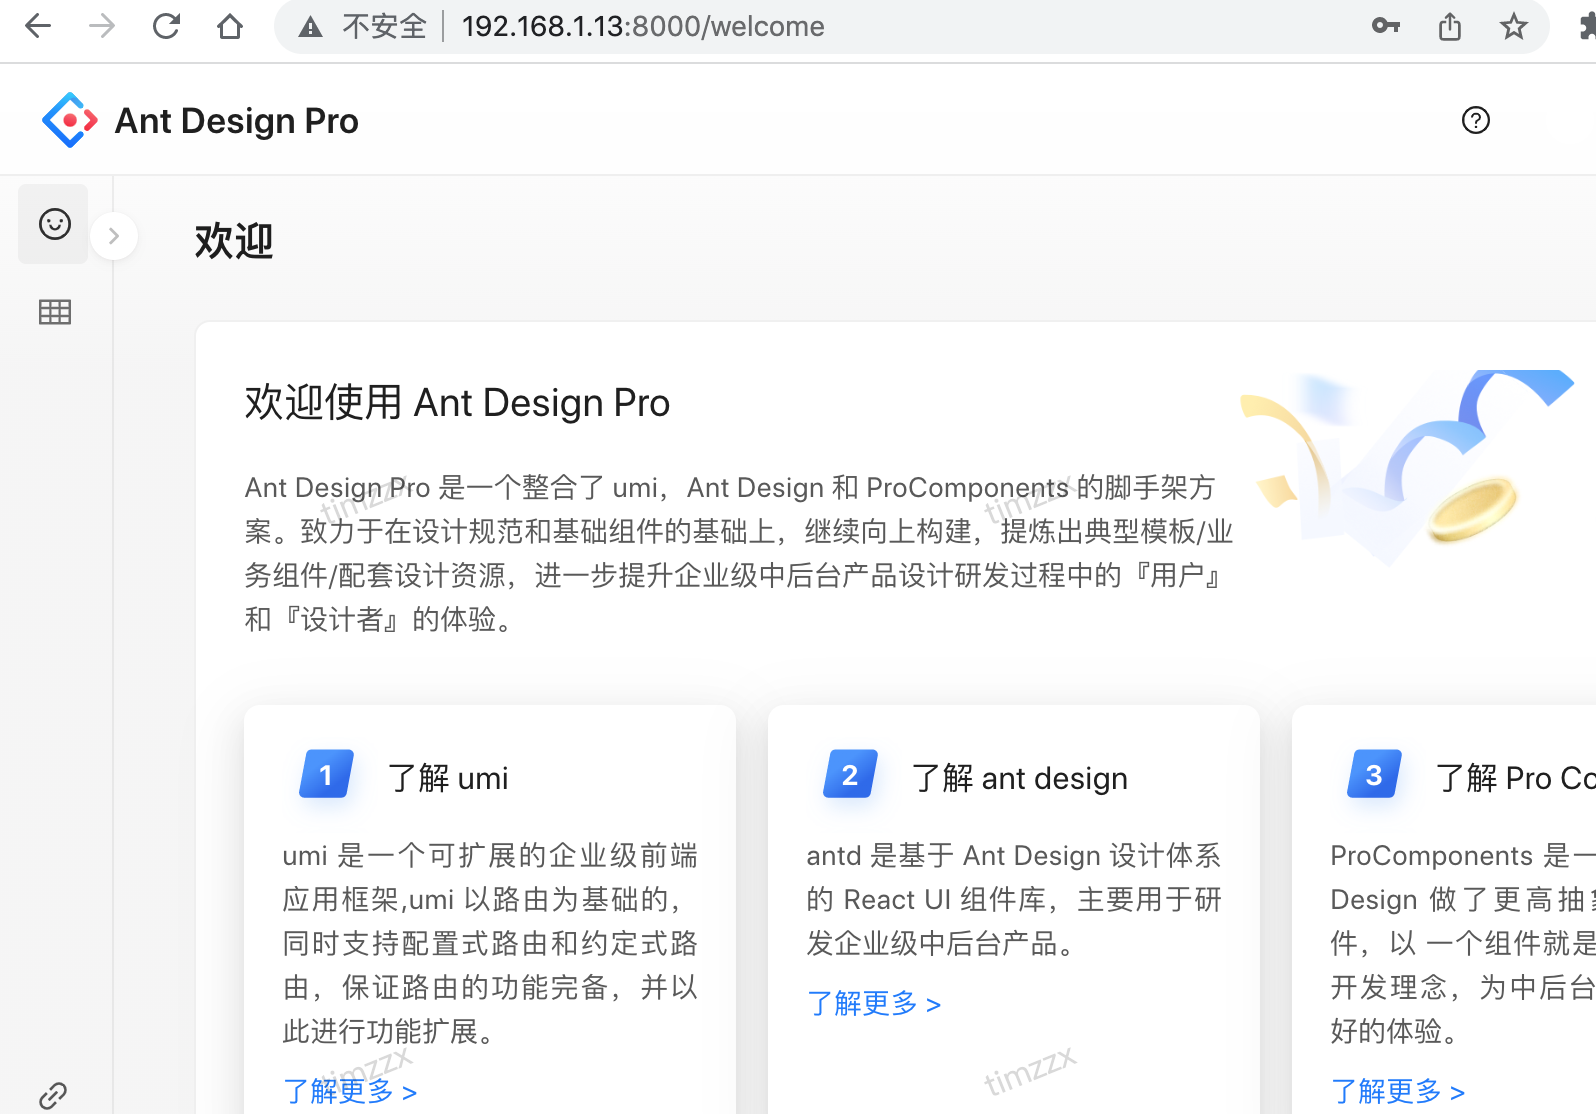 不安全 192.168.1.13:8000/welcome
Ant Design Pro
欢迎
欢迎使用 Ant Design Pro
Ant Design Pro 是一个整合了 umi，Ant Design 和 ProComponents 的脚手架方
案。致力于在设计规范和基础组件的基础上，继续向上构建，提炼出典型模板/业
务组件/配套设计资源，进一步提升企业级中后台产品设计研发过程中的『用户』
和『设计者』的体验。
timzzx
timzzx
1
了解 umi
umi 是一个可扩展的企业级前端
应用框架,umi 以路由为基础的，
同时支持配置式路由和约定式路
由，保证路由的功能完备，并以
此进行功能扩展。
了解更多 >
timzzx
2
了解 ant design
antd 是基于 Ant Design 设计体系
的 React UI 组件库，主要用于研
发企业级中后台产品。
了解更多 >
timzzx
3
了解 Pro Co
ProComponents 是一
Design 做了更高抽
件，以 一个组件就是
开发理念，为中后台
好的体验。
了解更多 >